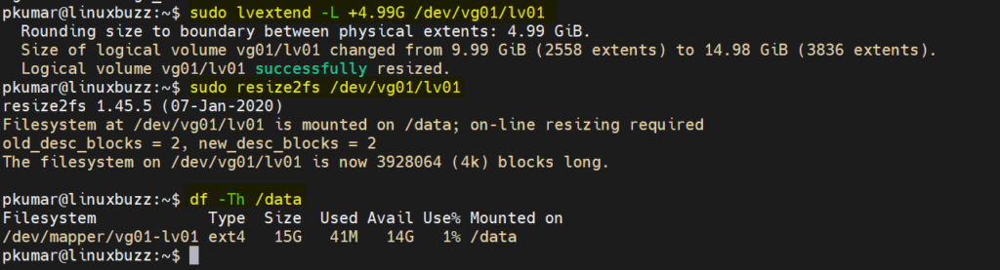 pkumar@linuxbuzz:~$ sudo lvextend -L +4.99G /dev/vg01/lv01
  Rounding size to boundary between physical extents: 4.99 GiB.
  Size of logical volume vg01/lv01 changed from 9.99 GiB (2558 extents) to 14.98 GiB (3836 extents).
  Logical volume vg01/lv01 successfully resized.
pkumar@linuxbuzz:~$ sudo resize2fs /dev/vg01/lv01
resize2fs 1.45.5 (07-Jan-2020)
Filesystem at /dev/vg01/lv01 is mounted on /data; on-line resizing required
old_desc_blocks = 2, new_desc_blocks = 2
The filesystem on /dev/vg01/lv01 is now 3928064 (4k) blocks long.

pkumar@linuxbuzz:~$ df -Th /data
Filesystem            Type  Size  Used Avail Use% Mounted on
/dev/mapper/vg01-lv01 ext4   15G   41M   14G   1% /data
pkumar@linuxbuzz:~$